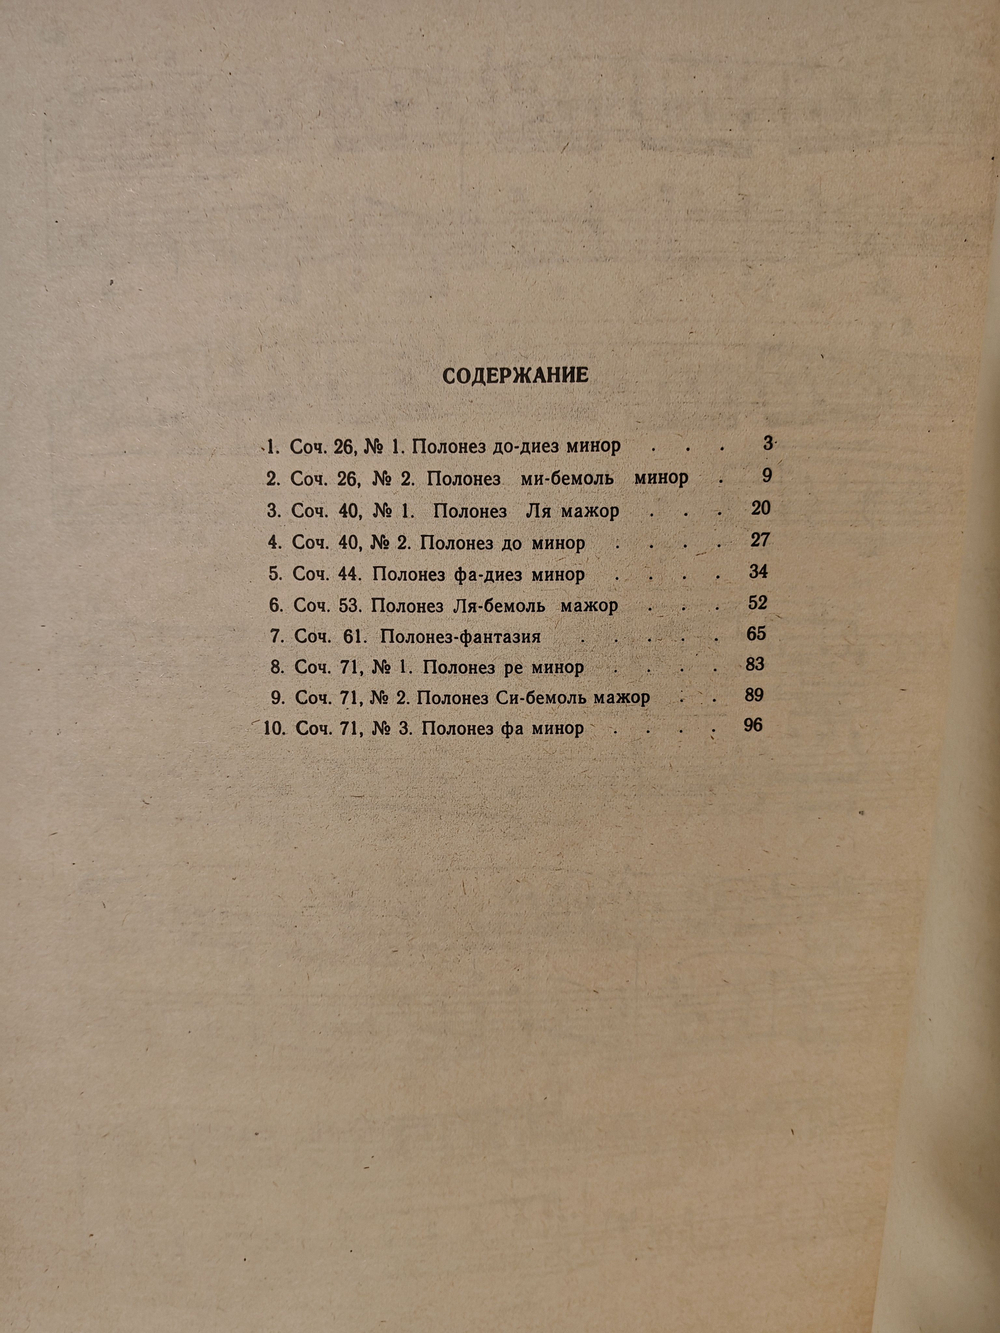 СОДЕРЖАНИЕ
1. Соч. 26, № 1. Полонез до-диез минор . . . 3
2. Соч. 26, № 2. Полонез ми-бемоль минор . 9
3. Соч. 40, № 1. Полонез Ля мажор . . . 20
4. Соч. 40, № 2. Полонез до минор . . . . 27
5. Соч. 44. Полонез фа-диез минор . . . . 34
6. Соч. 53. Полонез Ля-бемоль мажор . . . 52
7. Соч. 61. Полонез-фантазия . . . . . 65
8. Соч. 71, № 1. Полонез ре минор . . . . 83
9. Соч. 71, № 2. Полонез Си-бемоль мажор . . 89
10. Соч. 71, № 3. Полонез фа минор . . . . 96